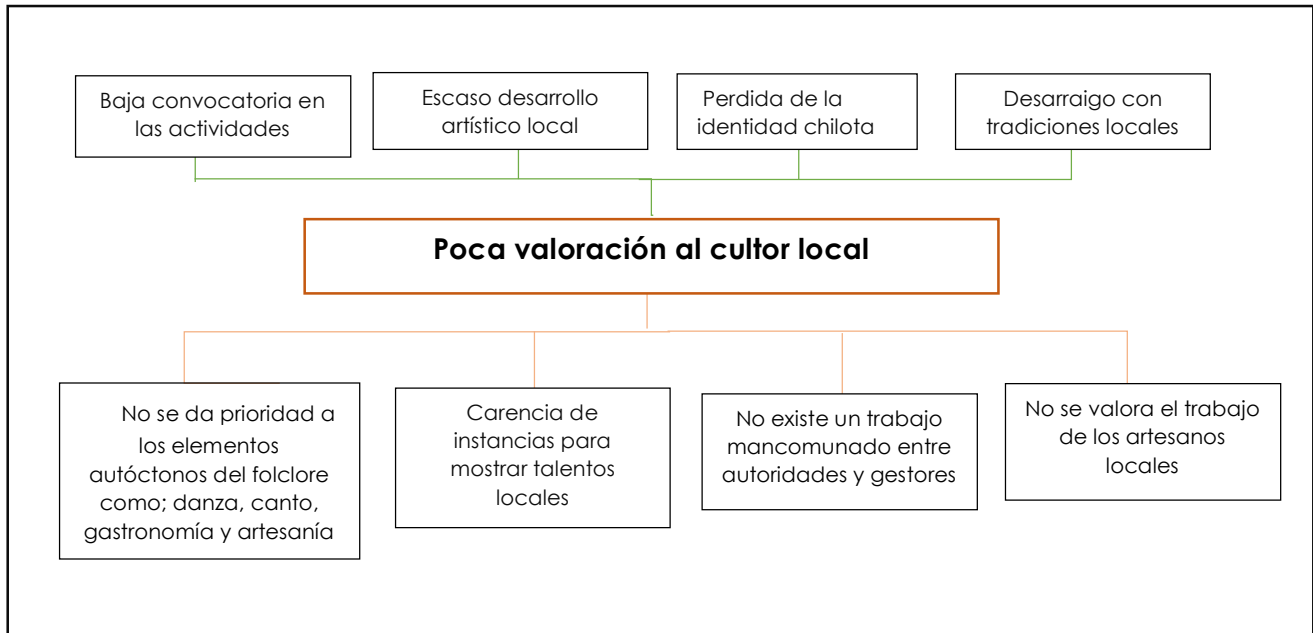 Baja convocatoria en
las actividades
Escaso desarrollo
artístico local
Perdida de la
identidad chilota
Desarraigo con
tradiciones locales
Poca valoración al cultor local
No se da prioridad a
los elementos
autóctonos del folclore
como; danza, canto,
gastronomía y artesanía
Carencia de
instancias para
mostrar talentos
locales
No existe un trabajo
mancomunado entre
autoridades y gestores
No se valora el trabajo
de los artesanos
locales